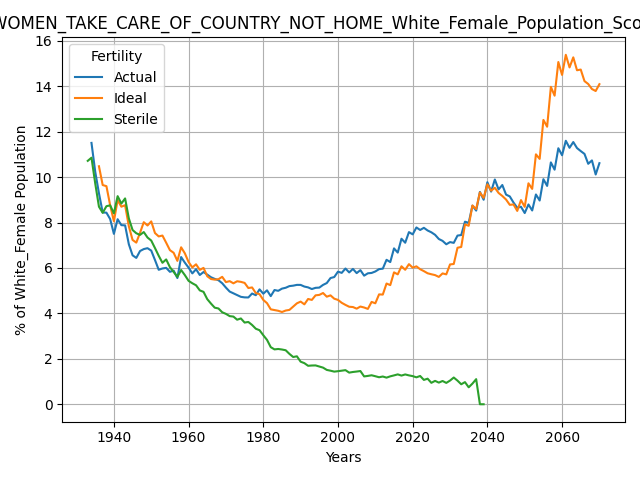 WOMEN_TAKE_CARE_OF_COUNTRY_NOT_HOME_White_Female_Population_Sco
Fertility
Actual
Ideal
Sterile
% of White_Female Population
16
14
12
10
8
6
4
2
0
1940 1960 1980 2000 2020 2040 2060
Years